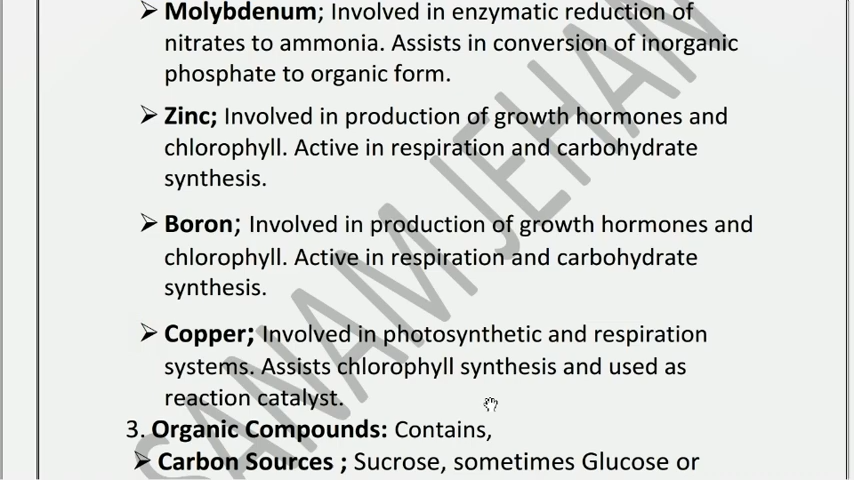 ➢ Molybdenum; Involved in enzymatic reduction of
nitrates to ammonia. Assists in conversion of inorganic
phosphate to organic form.
➢ Zinc; Involved in production of growth hormones and
chlorophyll. Active in respiration and carbohydrate
synthesis.
➢ Boron; Involved in production of growth hormones and
chlorophyll. Active in respiration and carbohydrate
synthesis.
➢ Copper; Involved in photosynthetic and respiration
systems. Assists chlorophyll synthesis and used as
reaction catalyst.
3. Organic Compounds: Contains,
➢ Carbon Sources ; Sucrose, sometimes Glucose or
SANAM JEHAN